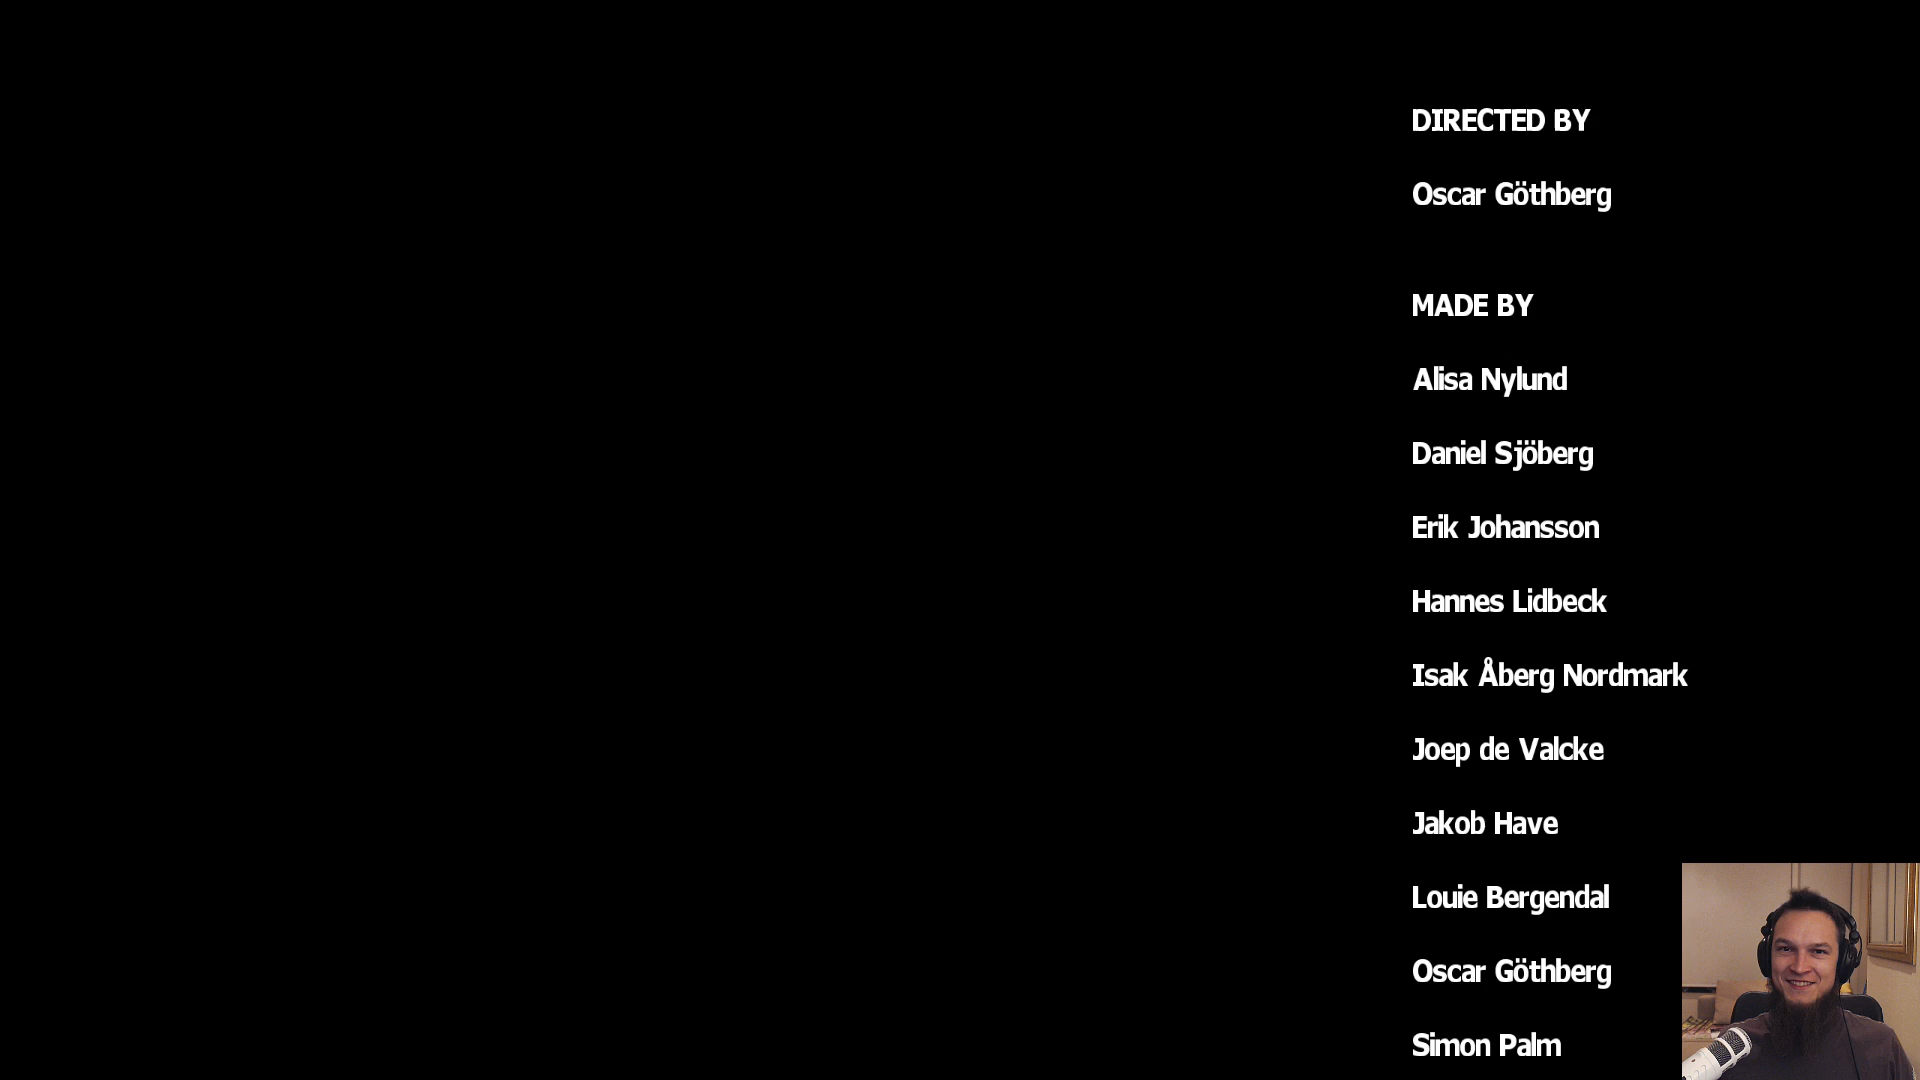 DIRECTED BY
Oscar Göthberg
MADE BY
Alisa Nylund
Daniel Sjöberg
Erik Johansson
Hannes Lidbeck
Isak Åberg Nordmark
Joep de Valcke
Jakob Have
Louie Bergendal
Oscar Göthberg
Simon Palm